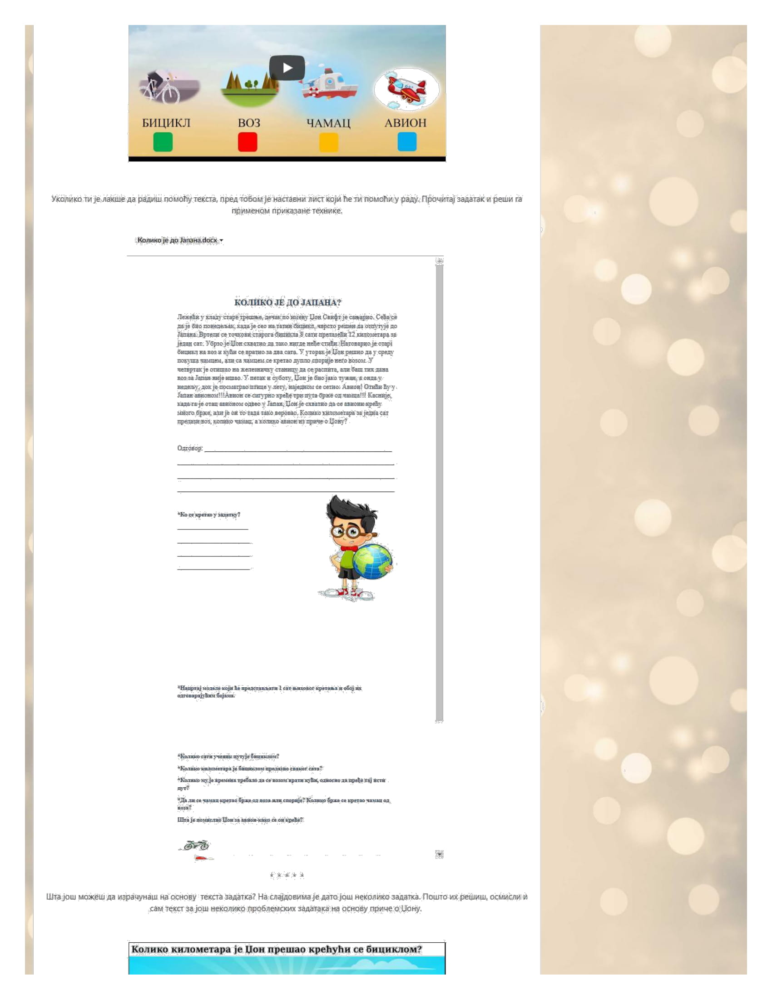 БИЦИКЛ ВОЗ ЧАМАЦ АВИОН
Уколико ти је лакше да радиш помоћу текста, пред тобом је наставни лист који ће ти помоћи у раду. Прочитај задатак и реши га
применом приказане технике.
Колико је до Јапана.docx
КОЛИКО ЈЕ ДО ЈАПАНА?
Лежећи у хладу старе трешње, дечак по имену Џон Свифт је сањарио. Сећа се
да је био понедељак, када је сео на татин бицикл, чврсто решен да отпутује до
Јапана. Вртели се точкови старога бицикла 8 сати прелазећи 12 километара за
један сат. Убрзо је Џон схватио да тако нигде неће стићи. Натоварио је стари
бицикл на воз и кући се вратио за два сата. У уторак је Џон решио да у среду
покуша чамцем, али са чамцем се кретао дупло спорије него возом. У
четвртак је отишао на железничку станицу да се распита, али баш тих дана
воз за Јапан није ишао. У петак и суботу, Џон је био јако тужан, а онда у
недељу, док је посматрао птице у лету, наједном се сетио: Авион! Отићи ћу у
Јапан авионом!!!Авион се сигурно креће три пута брже од чамца!!! Касније,
када га је отац авионом одвео у Јапан, Џон је схватио да се авиони крећу
много брже, али је он то тада тако веровао. Колико километара за једна сат
прелази воз, колико чамац, а колико авион из приче о Џону?
Одговор:
*Ко се кретао у задатку?
*Нацртај моделе који ће представљати 1 сат њиховог кретања и обој их
одговарајућим бојама.
*Колико сати ученик путује бициклом?
*Колико километара је бициклом прелазио сваког сата?
*Колико му је времена требало да се возом врати кући, односно да пређе тај исти
пут?
*Да ли се чамац кретао брже од воза или спорије? Колико брже се кретао чамац од
воза?
Шта је помислио Џон за авион-како се он креће?
* * * * *
Шта још можеш да израчунаш на основу текста задатка? На слајдовима је дато још неколико задатка. Пошто их решиш, осмисли и
сам текст за још неколико проблемских задатака на основу приче о Џону.
Колико километара је Џон прешао крећући се бициклом?